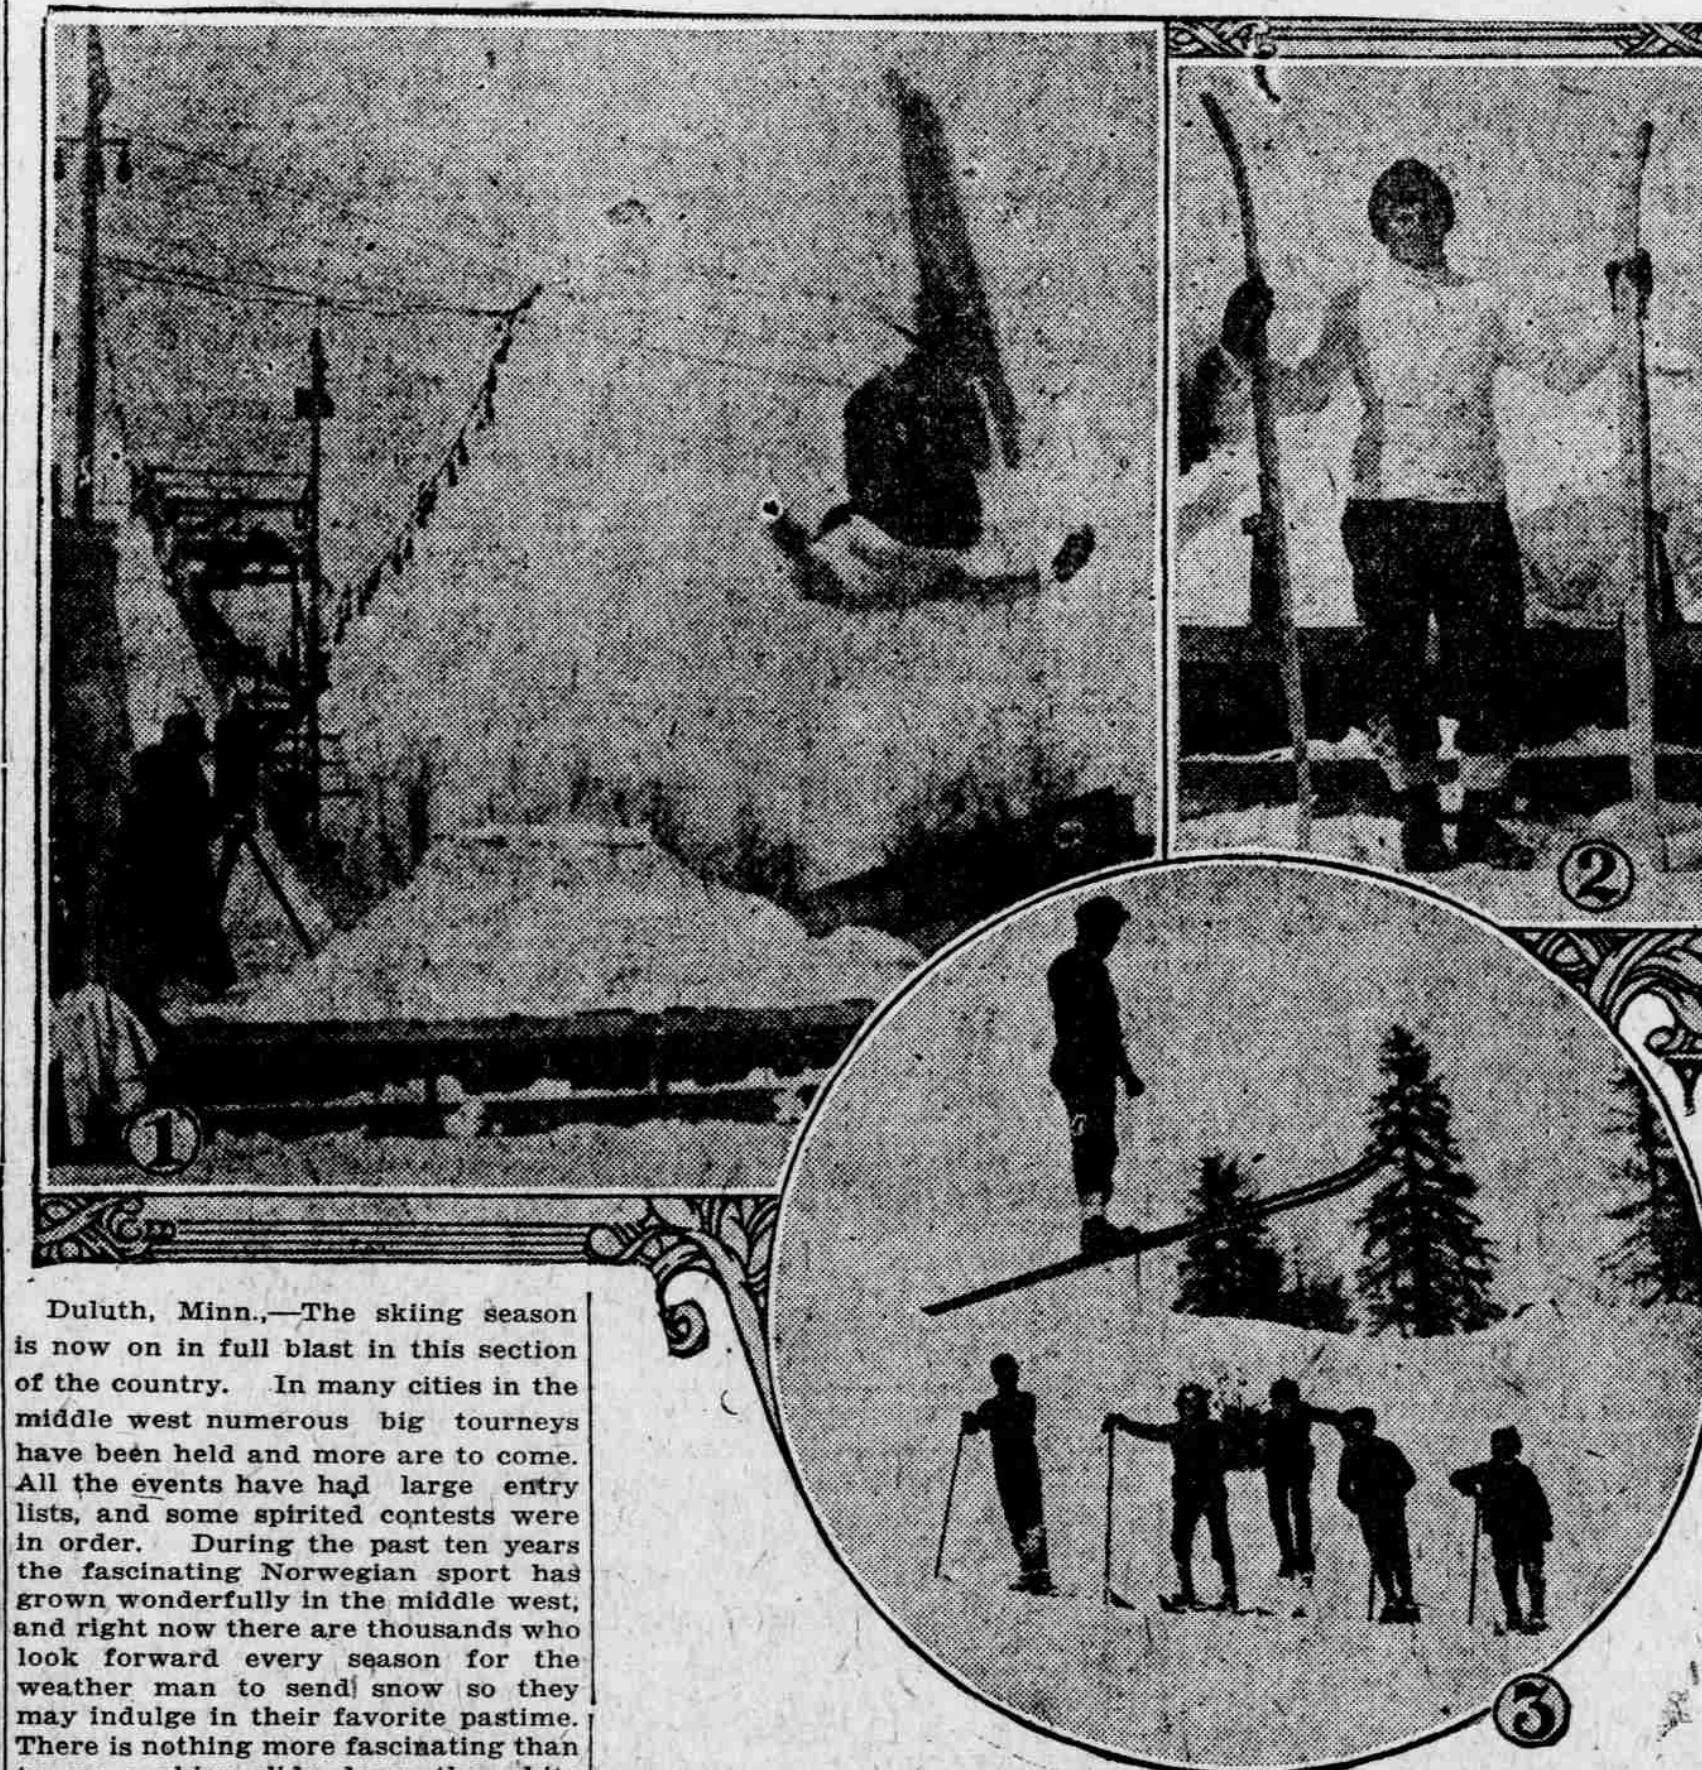 1
2
3
Duluth, Minn.,—The skiing season
is now on in full blast in this section
of the country. In many cities in the
middle west numerous big tourneys
have been held and more are to come.
All the events have had large entry
lists, and some spirited contests were
in order. During the past ten years
the fascinating Norwegian sport has
grown wonderfully in the middle west,
and right now there are thousands who
look forward every season for the
weather man to send snow so they
may indulge in their favorite pastime.
There is nothing more fascinating than